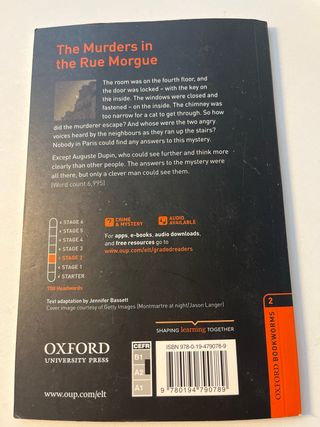 The Murders in
the Rue Morgue
The room was on the fourth floor, and
the door was locked – with the key on
the inside. The windows were closed and
fastened – on the inside. The chimney was
too narrow for a cat to get through. So how
did the murderer escape? And whose were the two angry
voices heard by the neighbours as they ran up the stairs?
Nobody in Paris could find any answers to this mystery.
Except Auguste Dupin, who could see further and think more
clearly than other people. The answers to the mystery were
all there, but only a clever man could see them.
[Word count 6,995]
STAGE 6
STAGE 5
STAGE 4
STAGE 3
STAGE 2
STAGE 1
STARTER
700 Headwords
CRIME
& MYSTERY
AUDIO
AVAILABLE
For apps, e-books, audio downloads,
and free resources go to
www.oup.com/elt/gradedreaders
Text adaptation by Jennifer Bassett
Cover image courtesy of Getty Images (Montmartre at night/Jason Langer)
SHAPING learning TOGETHER
OXFORD
UNIVERSITY PRESS
www.oup.com/elt
CEFR
B1
A2
A1
ISBN 978-0-19-479078-9
9 780194 790789
2
OXFORD BOOKWORMS